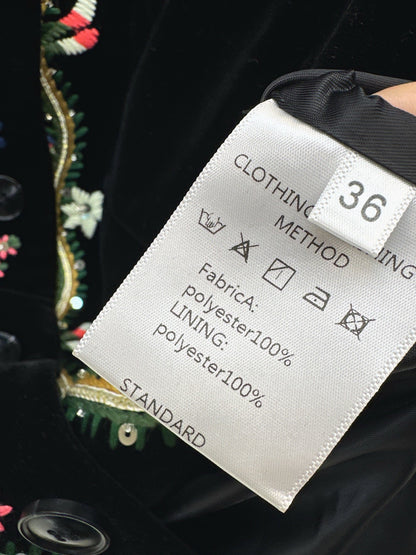 36
CLOTHING
METHOD
FabricA:
polyester100%
LINING:
polyester100%
STANDARD